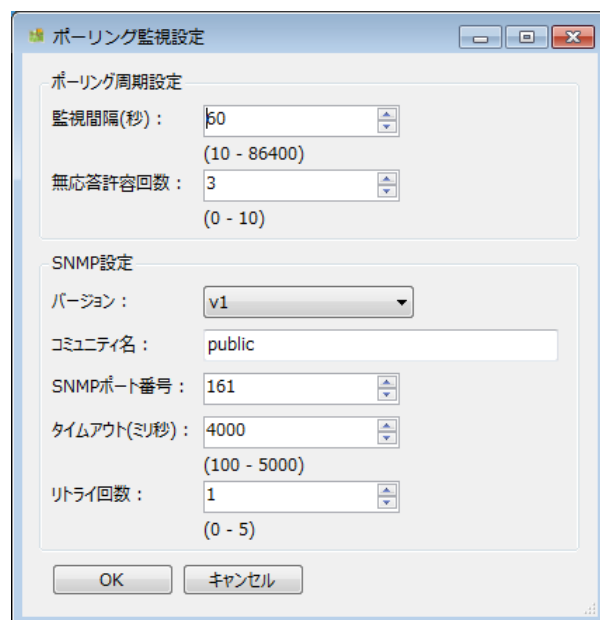 ポーリング監視設定
ポーリング周期設定
監視間隔(秒)： 60
(10 - 86400)
無応答許容回数： 3
(0 - 10)
SNMP設定
バージョン： v1
コミュニティ名： public
SNMPポート番号： 161
タイムアウト(ミリ秒)： 4000
(100 - 5000)
リトライ回数： 1
(0 - 5)
OK キャンセル